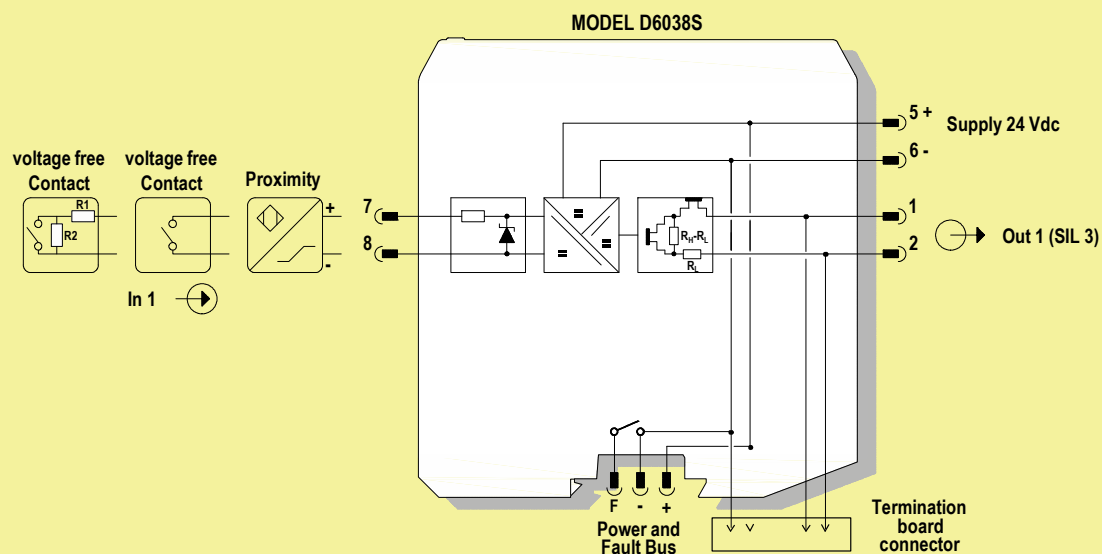 MODEL D6038S
5 +
Supply 24 Vdc
6 -
voltage free
Contact
voltage free
Contact
Proximity
R1
R2
+
-
7
8
In 1
=
=
=
RH-RL
RL
1
2
Out 1 (SIL 3)
F - +
Power and
Fault Bus
Termination
board
connector